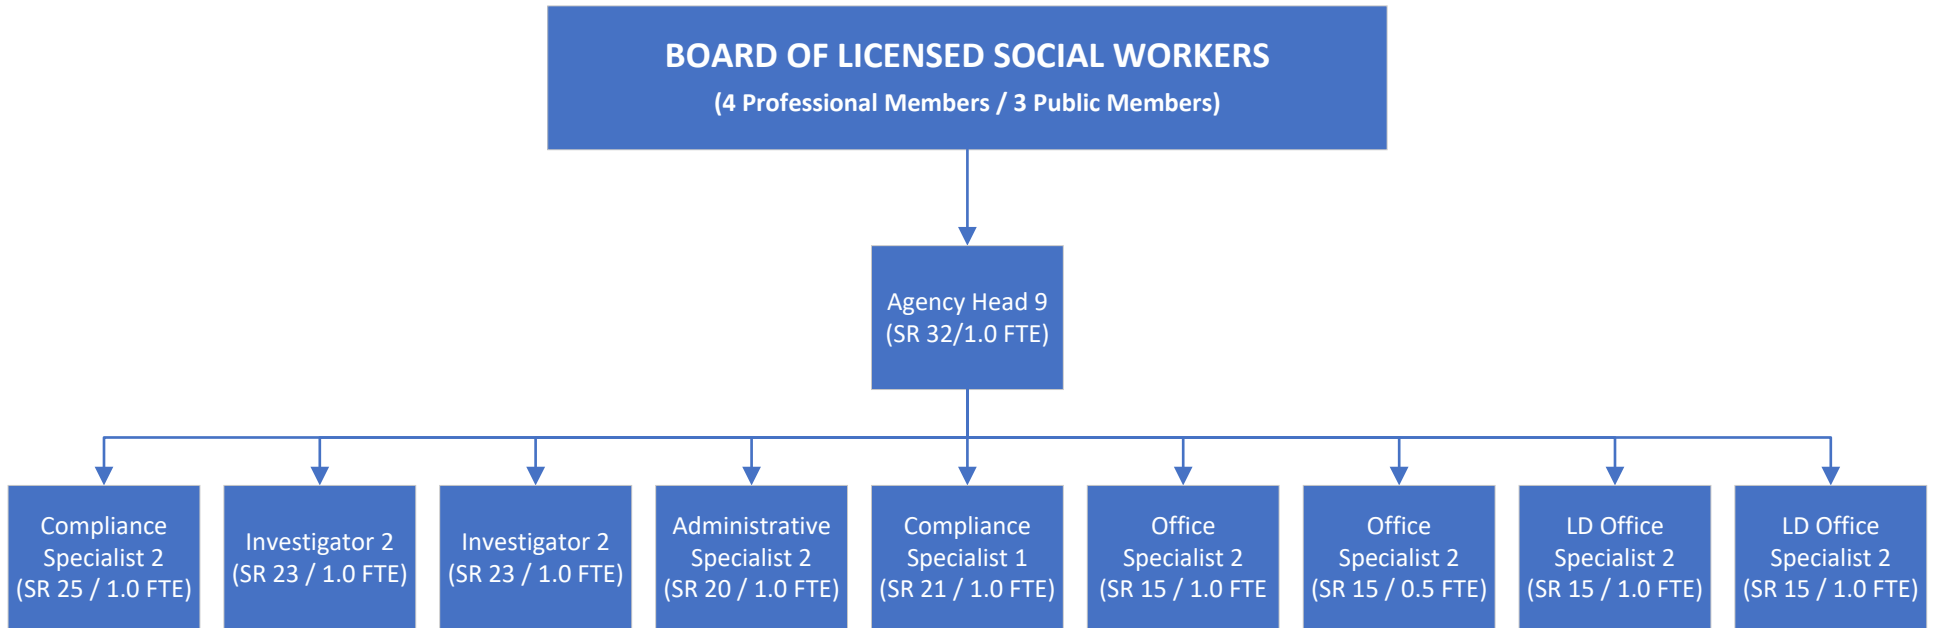 BOARD OF LICENSED SOCIAL WORKERS
(4 Professional Members / 3 Public Members)
Agency Head 9
(SR 32/1.0 FTE)
Compliance
Specialist 2
(SR 25 / 1.0 FTE)
Investigator 2
(SR 23 / 1.0 FTE)
Investigator 2
(SR 23 / 1.0 FTE)
Administrative
Specialist 2
(SR 20 / 1.0 FTE)
Compliance
Specialist 1
(SR 21 / 1.0 FTE)
Office
Specialist 2
(SR 15 / 1.0 FTE
Office
Specialist 2
(SR 15 / 0.5 FTE)
LD Office
Specialist 2
(SR 15 / 1.0 FTE)
LD Office
Specialist 2
(SR 15 / 1.0 FTE)